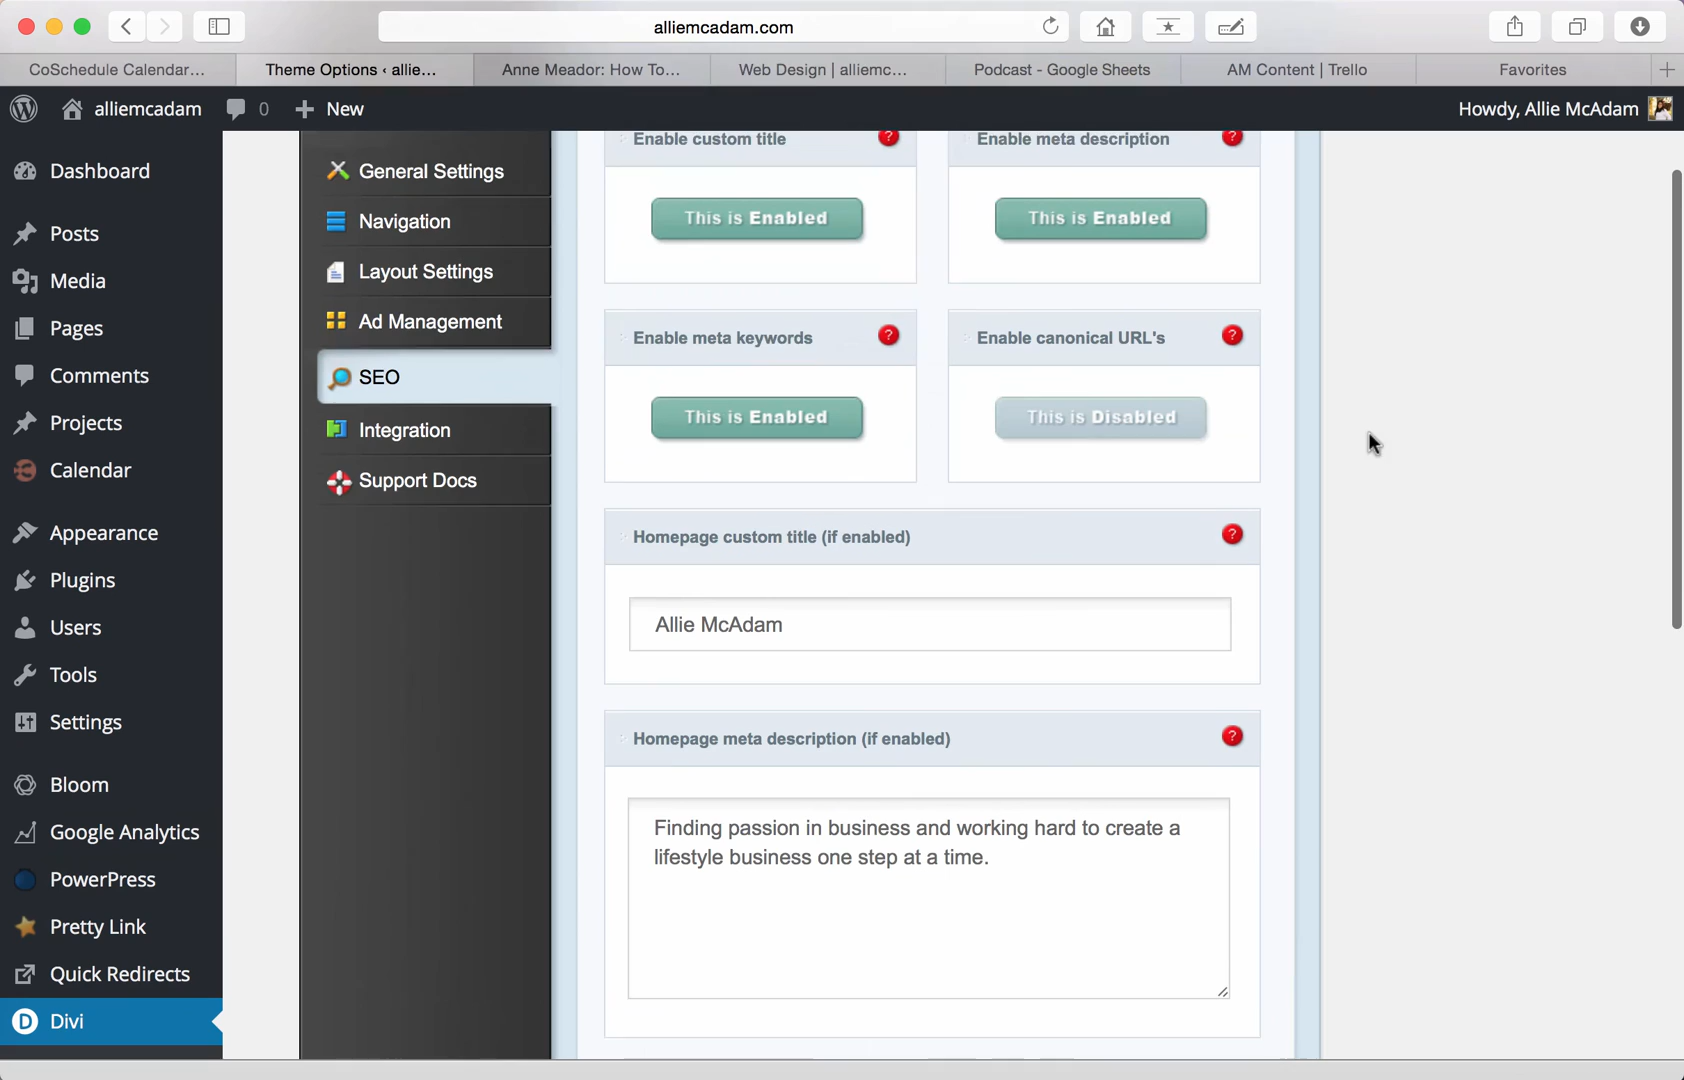 alliemcadam.com
CoSchedule Calendar...
Theme Options ‹ allie...
Anne Meador: How To...
Web Design | alliemc...
Podcast - Google Sheets
AM Content | Trello
Favorites
alliemcadam
0
New
Howdy, Allie McAdam
Dashboard
Posts
Media
Pages
Comments
Projects
Calendar
Appearance
Plugins
Users
Tools
Settings
Bloom
Google Analytics
PowerPress
Pretty Link
Quick Redirects
Divi
General Settings
Navigation
Layout Settings
Ad Management
SEO
Integration
Support Docs
Enable custom title
?
Enable meta description
?
This is Enabled
This is Enabled
Enable meta keywords
?
Enable canonical URL's
?
This is Enabled
This is Disabled
Homepage custom title (if enabled)
?
Allie McAdam
Homepage meta description (if enabled)
?
Finding passion in business and working hard to create a
lifestyle business one step at a time.